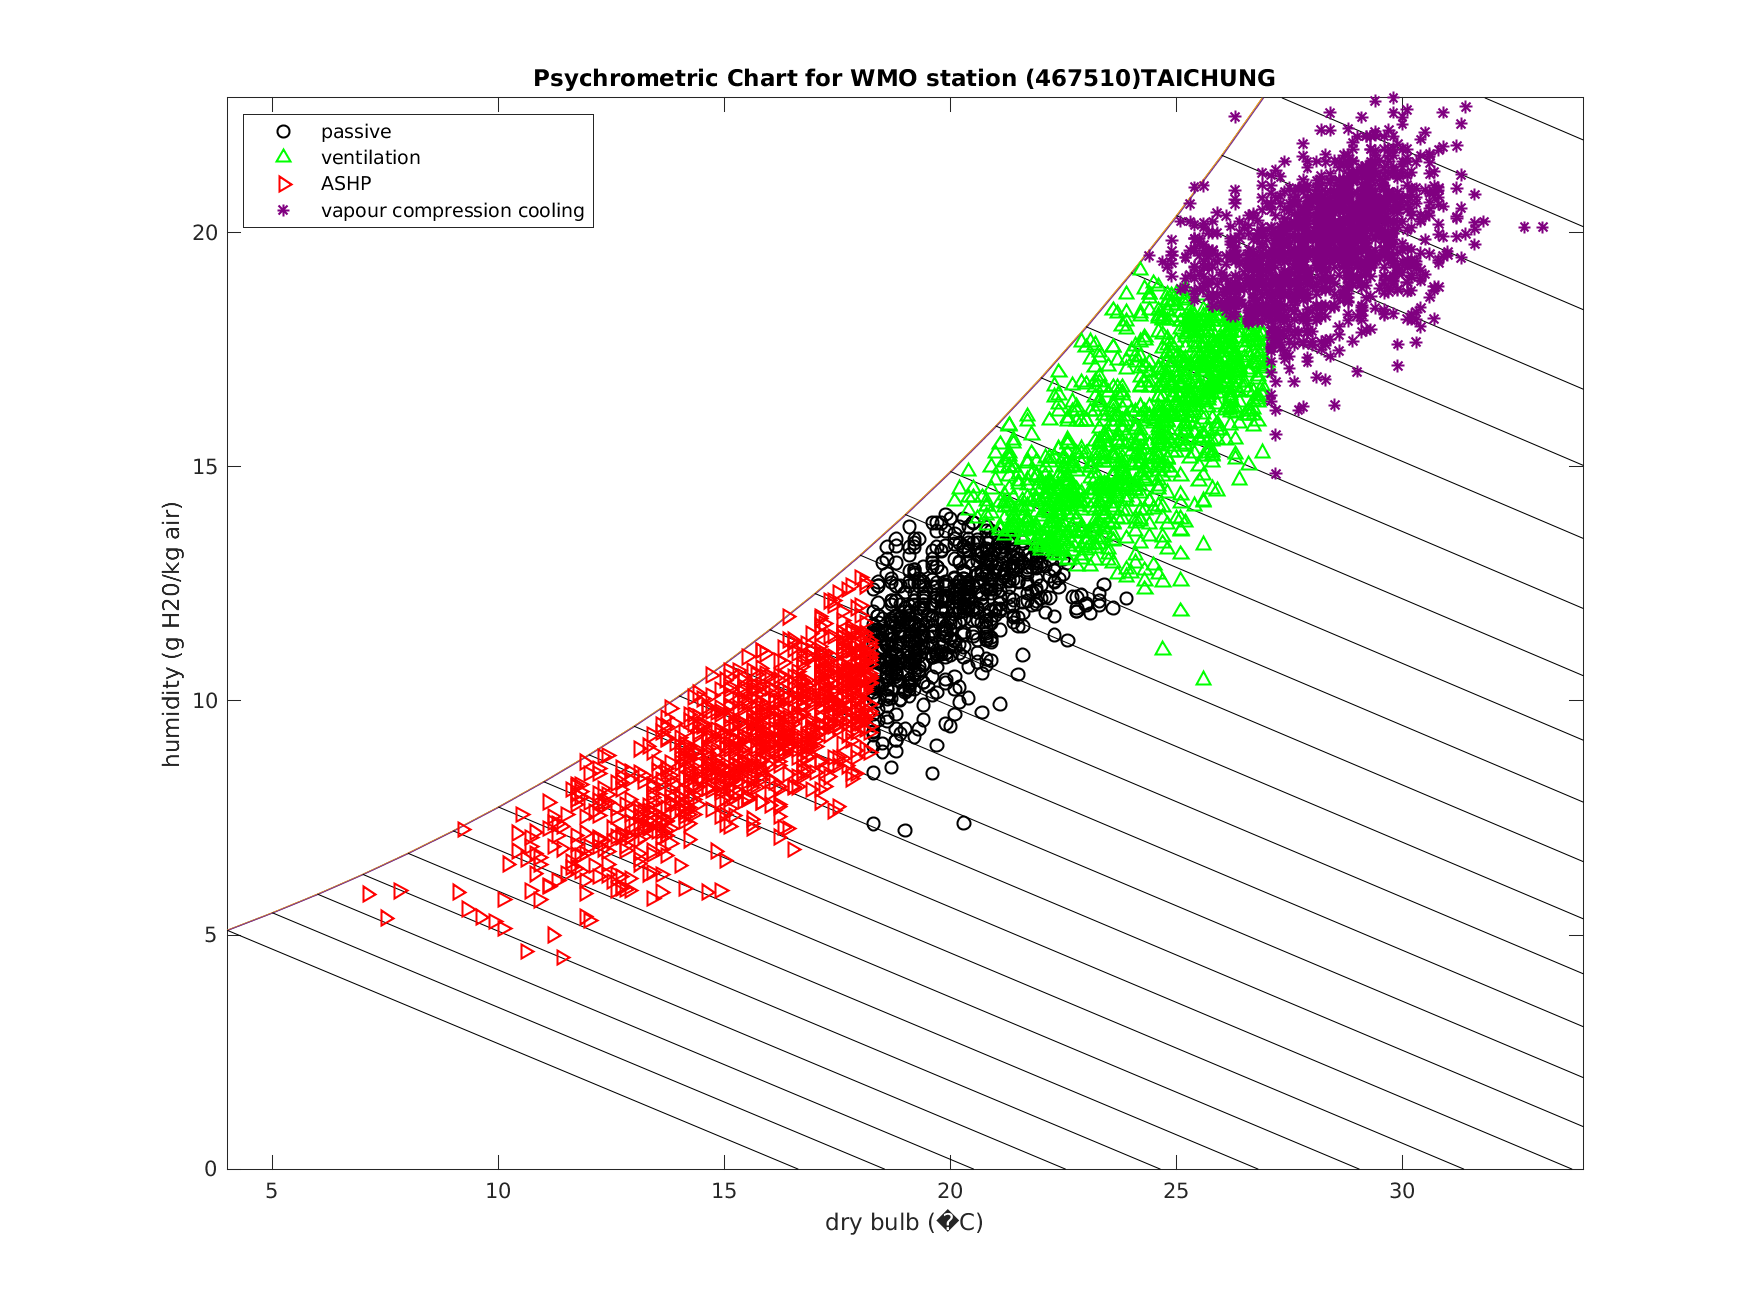 Psychrometric Chart for WMO station (467510)TAICHUNG
passive
ventilation
ASHP
vapour compression cooling
20
15
10
5
0
humidity (g H20/kg air)
5 10 15 20 25 30
dry bulb (�C)